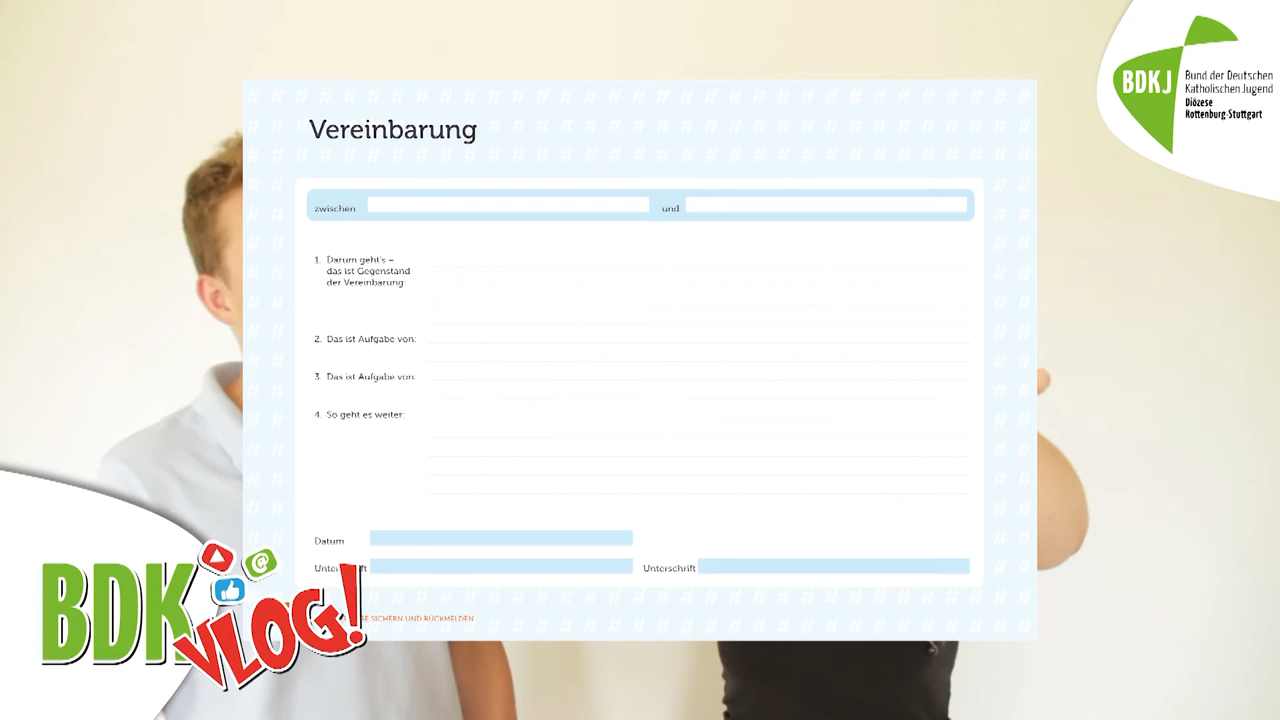 BDKJ
Bund der Deutschen
Katholischen Jugend
Diözese
Rottenburg-Stuttgart
Vereinbarung
zwischen
und
1. Darum geht's –
das ist Gegenstand
der Vereinbarung:
2. Das ist Aufgabe von:
3. Das ist Aufgabe von:
4. So geht es weiter:
Datum
Unterschrift
Unterschrift
SICHERN UND RÜCKMELDEN
BDK
VLOG!